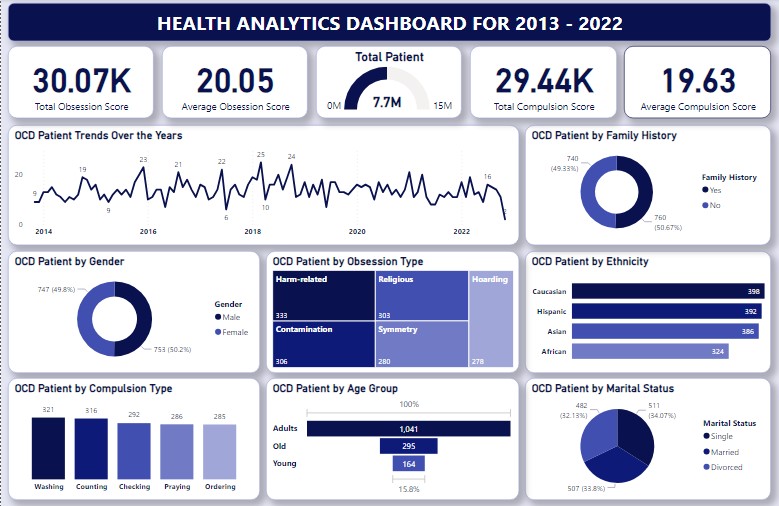 HEALTH ANALYTICS DASHBOARD FOR 2013 - 2022
30.07K
Total Obsession Score
20.05
Average Obsession Score
Total Patient
0M
7.7M
15M
29.44K
Total Compulsion Score
19.63
Average Compulsion Score
OCD Patient Trends Over the Years
20
0
9
19
9
23
21
22
6
25
10
24
16
2014
2016
2018
2020
2022
OCD Patient by Family History
740
(49.33%)
760
(50.67%)
Family History
Yes
No
OCD Patient by Gender
747 (49.8%)
753 (50.2%)
Gender
Male
Female
OCD Patient by Obsession Type
Harm-related
333
Religious
303
Hoarding
278
Contamination
306
Symmetry
280
OCD Patient by Ethnicity
Caucasian 398
Hispanic 392
Asian 386
African 324
OCD Patient by Compulsion Type
321
316
292
286
285
Washing
Counting
Checking
Praying
Ordering
OCD Patient by Age Group
100%
Adults 1,041
Old 295
Young 164
15.8%
OCD Patient by Marital Status
482
(32.13%)
511
(34.07%)
507 (33.8%)
Marital Status
Single
Married
Divorced